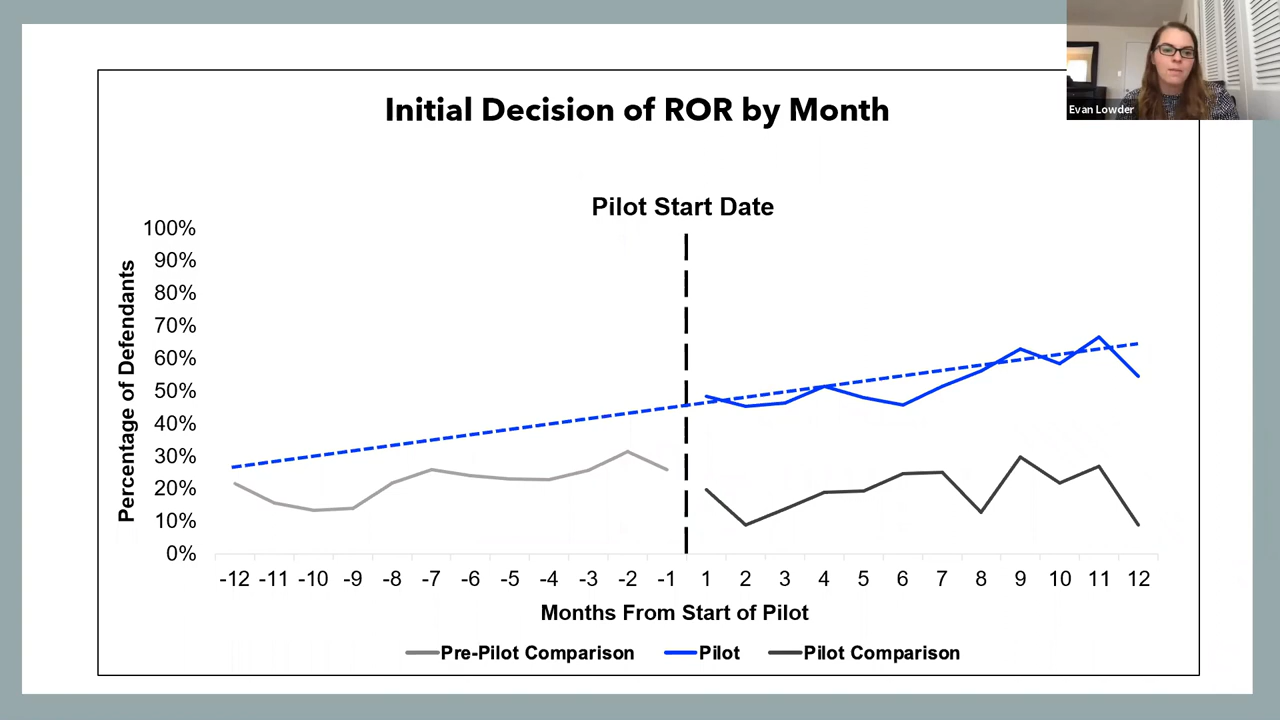 Evan Lowder
Initial Decision of ROR by Month
Pilot Start Date
Percentage of Defendants
100%
90%
80%
70%
60%
50%
40%
30%
20%
10%
0%
-12 -11 -10 -9 -8 -7 -6 -5 -4 -3 -2 -1 1 2 3 4 5 6 7 8 9 10 11 12
Months From Start of Pilot
Pre-Pilot Comparison Pilot Pilot Comparison